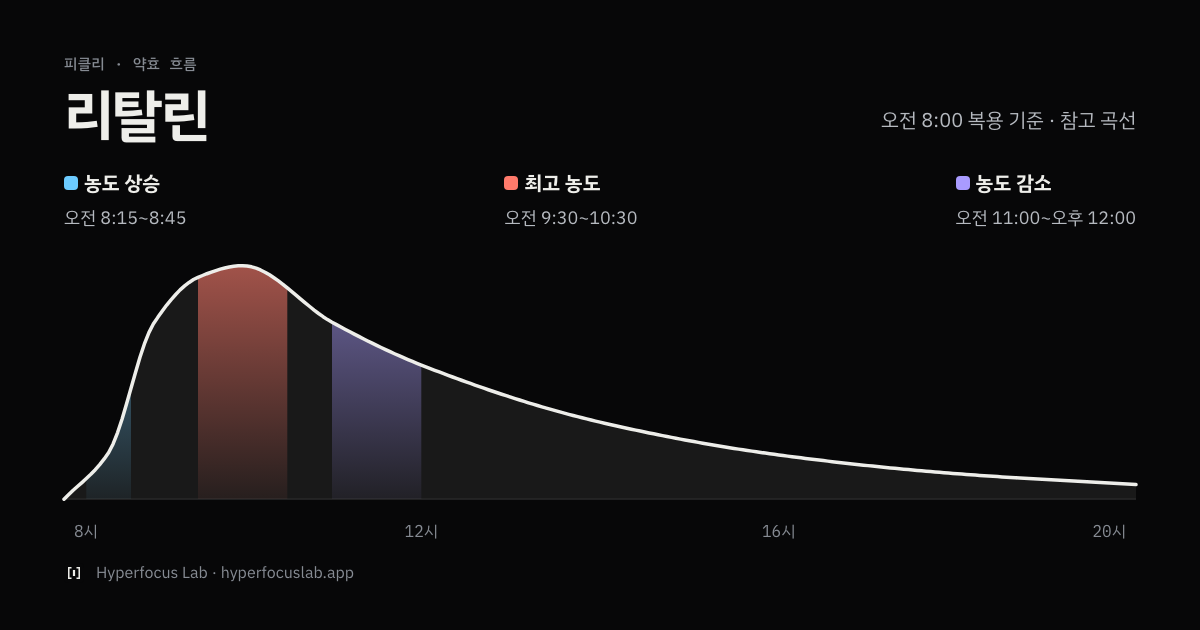 피클리 · 약효 흐름
리탈린
오전 8:00 복용 기준 · 참고 곡선
농도 상승
오전 8:15~8:45
최고 농도
오전 9:30~10:30
농도 감소
오전 11:00~오후 12:00
8시
12시
16시
20시
Hyperfocus Lab · hyperfocuslab.app